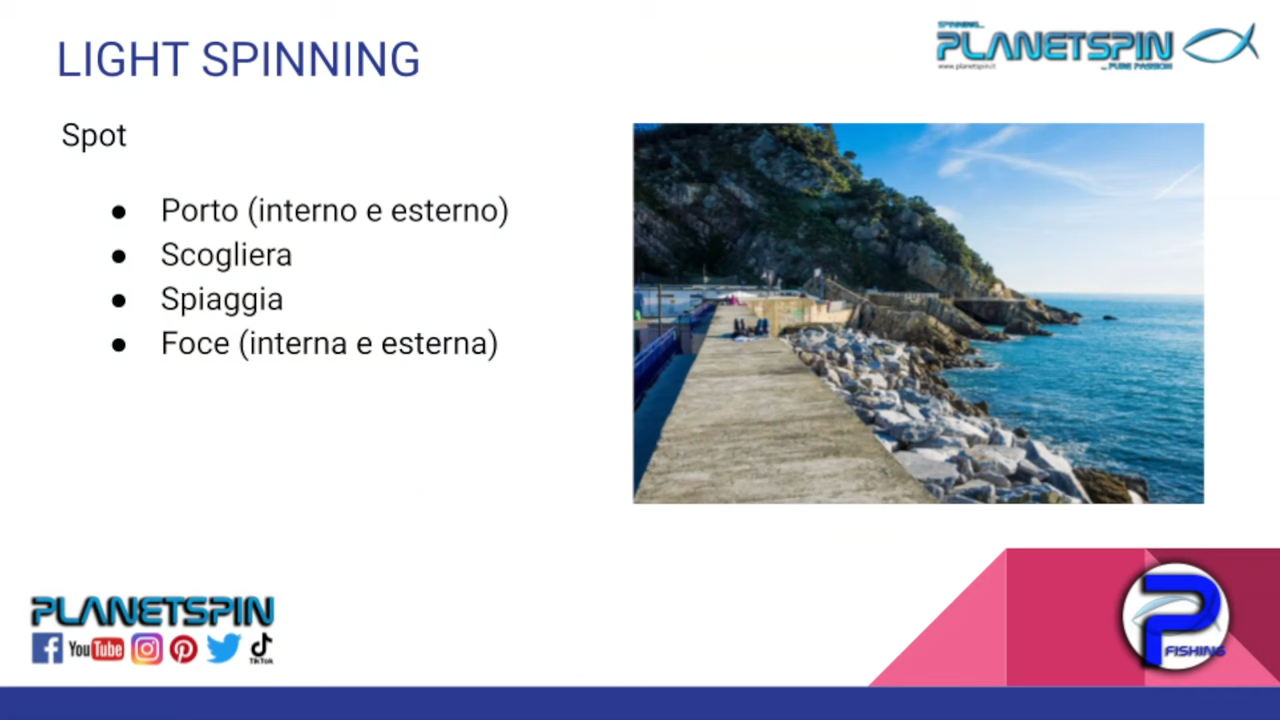 LIGHT SPINNING
SPINNING...
PLANETSPIN
www.planetspin.it
... PURE PASSION
Spot
● Porto (interno e esterno)
● Scogliera
● Spiaggia
● Foce (interna e esterna)
PLANETSPIN
YouTube
TikTok
P
FISHING